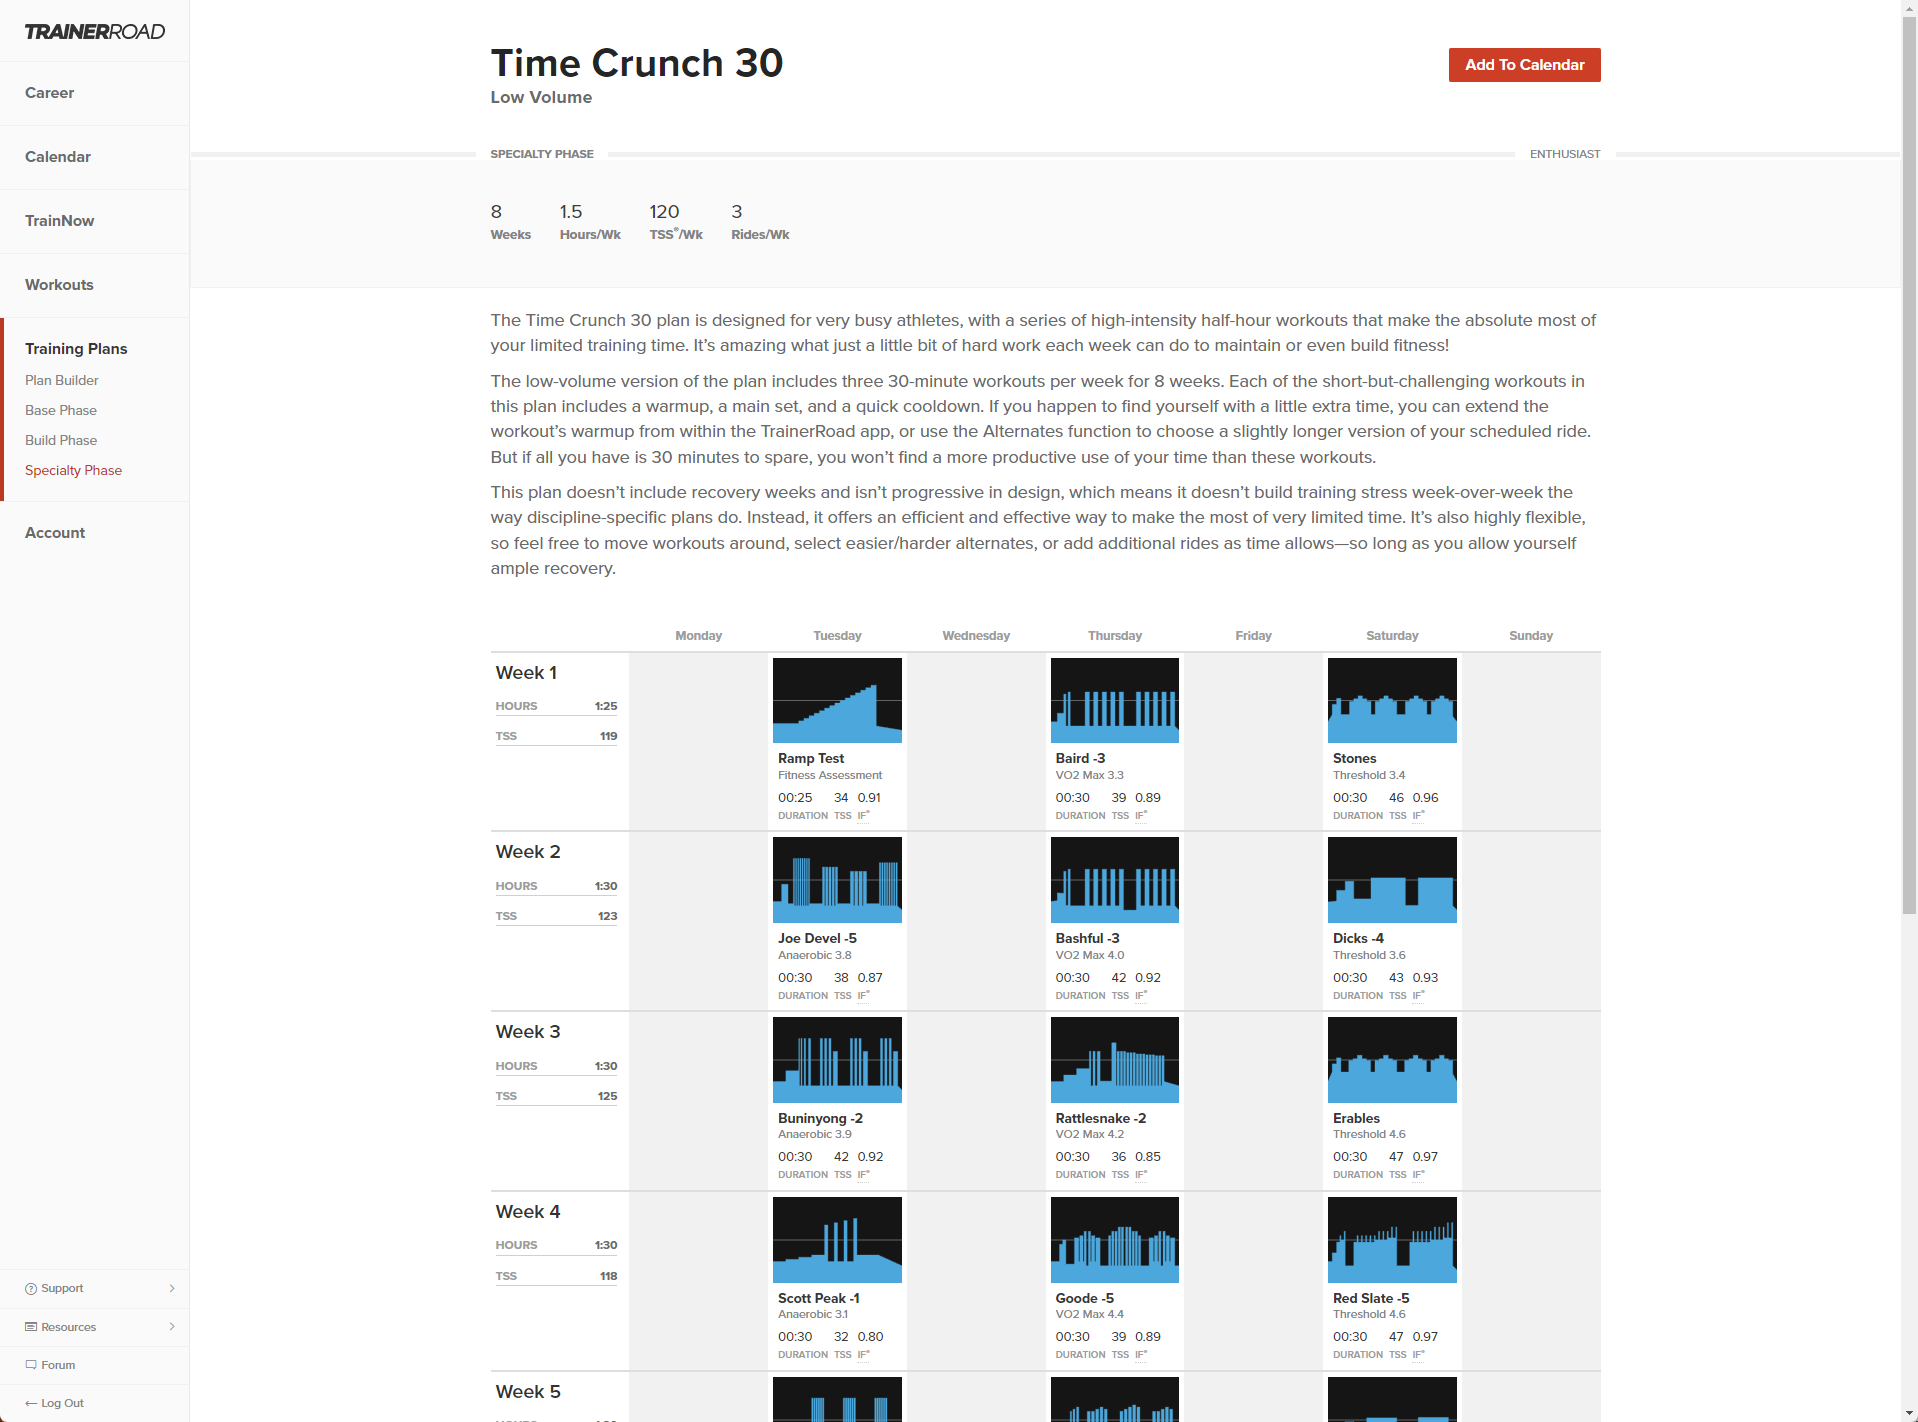 TRAINERROAD
Career
Calendar
TrainNow
Workouts
Training Plans
Plan Builder
Base Phase
Build Phase
Specialty Phase
Account
Support
Resources
Forum
Log Out
Time Crunch 30
Low Volume
Add To Calendar
SPECIALTY PHASE
ENTHUSIAST
8 1.5 120 3
Weeks Hours/Wk TSS®/Wk Rides/Wk
The Time Crunch 30 plan is designed for very busy athletes, with a series of high-intensity half-hour workouts that make the absolute most of
your limited training time. It’s amazing what just a little bit of hard work each week can do to maintain or even build fitness!
The low-volume version of the plan includes three 30-minute workouts per week for 8 weeks. Each of the short-but-challenging workouts in
this plan includes a warmup, a main set, and a quick cooldown. If you happen to find yourself with a little extra time, you can extend the
workout’s warmup from within the TrainerRoad app, or use the Alternates function to choose a slightly longer version of your scheduled ride.
But if all you have is 30 minutes to spare, you won’t find a more productive use of your time than these workouts.
This plan doesn’t include recovery weeks and isn’t progressive in design, which means it doesn’t build training stress week-over-week the
way discipline-specific plans do. Instead, it offers an efficient and effective way to make the most of very limited time. It’s also highly flexible,
so feel free to move workouts around, select easier/harder alternates, or add additional rides as time allows—so long as you allow yourself
ample recovery.
Monday Tuesday Wednesday Thursday Friday Saturday Sunday
Week 1
HOURS 1:25
TSS 119
Ramp Test
Fitness Assessment
00:25 34 0.91
DURATION TSS IF®
Baird -3
VO2 Max 3.3
00:30 39 0.89
DURATION TSS IF®
Stones
Threshold 3.4
00:30 46 0.96
DURATION TSS IF®
Week 2
HOURS 1:30
TSS 123
Joe Devel -5
Anaerobic 3.8
00:30 38 0.87
DURATION TSS IF®
Bashful -3
VO2 Max 4.0
00:30 42 0.92
DURATION TSS IF®
Dicks -4
Threshold 3.6
00:30 43 0.93
DURATION TSS IF®
Week 3
HOURS 1:30
TSS 125
Buninyong -2
Anaerobic 3.9
00:30 42 0.92
DURATION TSS IF®
Rattlesnake -2
VO2 Max 4.2
00:30 36 0.85
DURATION TSS IF®
Erables
Threshold 4.6
00:30 47 0.97
DURATION TSS IF®
Week 4
HOURS 1:30
TSS 118
Scott Peak -1
Anaerobic 3.1
00:30 32 0.80
DURATION TSS IF®
Goode -5
VO2 Max 4.4
00:30 39 0.89
DURATION TSS IF®
Red Slate -5
Threshold 4.6
00:30 47 0.97
DURATION TSS IF®
Week 5